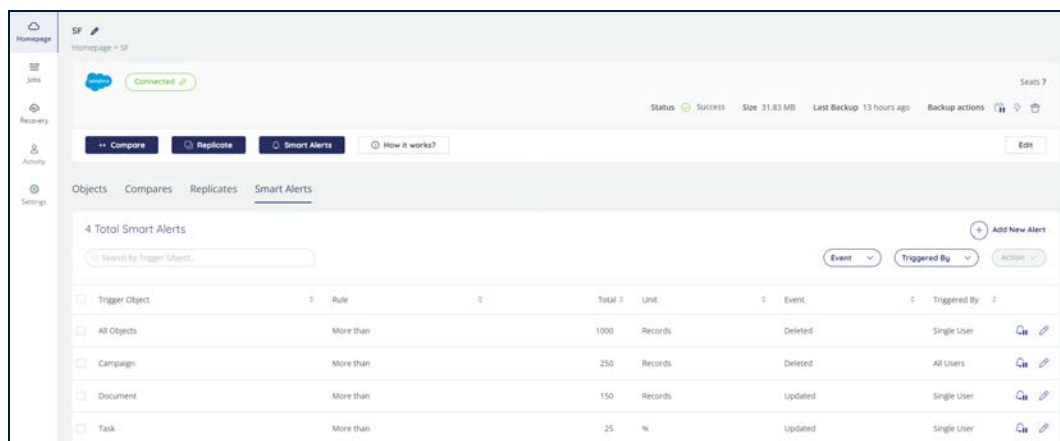 Homepage
Jobs
Recovery
Activity
Settings
SF
Homepage > SF
salesforce
Connected
Seats 7
Status Success Size 31.83 MB Last Backup 13 hours ago Backup actions
Compare Replicate Smart Alerts How it works? Edit
Objects Compares Replicates Smart Alerts
4 Total Smart Alerts
Add New Alert
Search by Trigger Object...
Event Triggered By Action
Trigger Object Rule Total Unit Event Triggered By
All Objects More than 1000 Records Deleted Single User
Campaign More than 250 Records Deleted All Users
Document More than 150 Records Updated Single User
Task More than 25 % Updated Single User